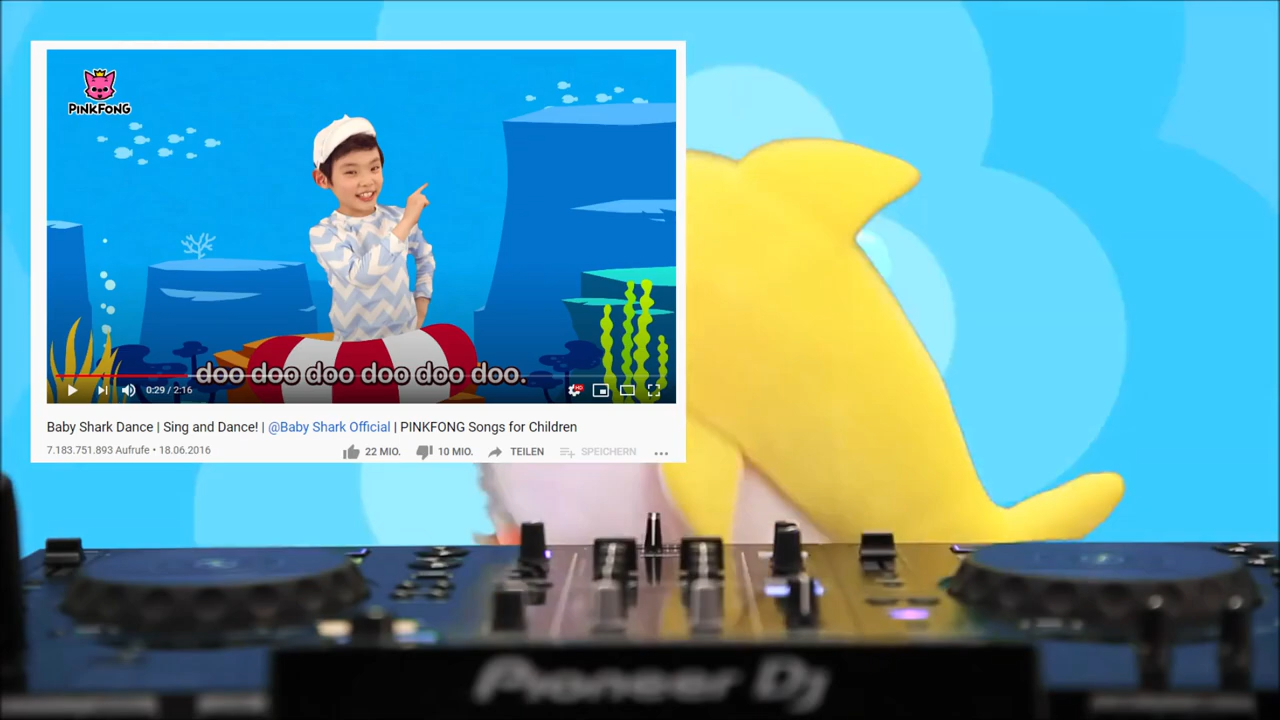 PINKFONG
doo doo doo doo doo doo.
0:29 / 2:16
HD
Baby Shark Dance | Sing and Dance! | @Baby Shark Official | PINKFONG Songs for Children
7.183.751.893 Aufrufe • 18.06.2016 22 MIO. 10 MIO. TEILEN SPEICHERN
Pioneer Dj